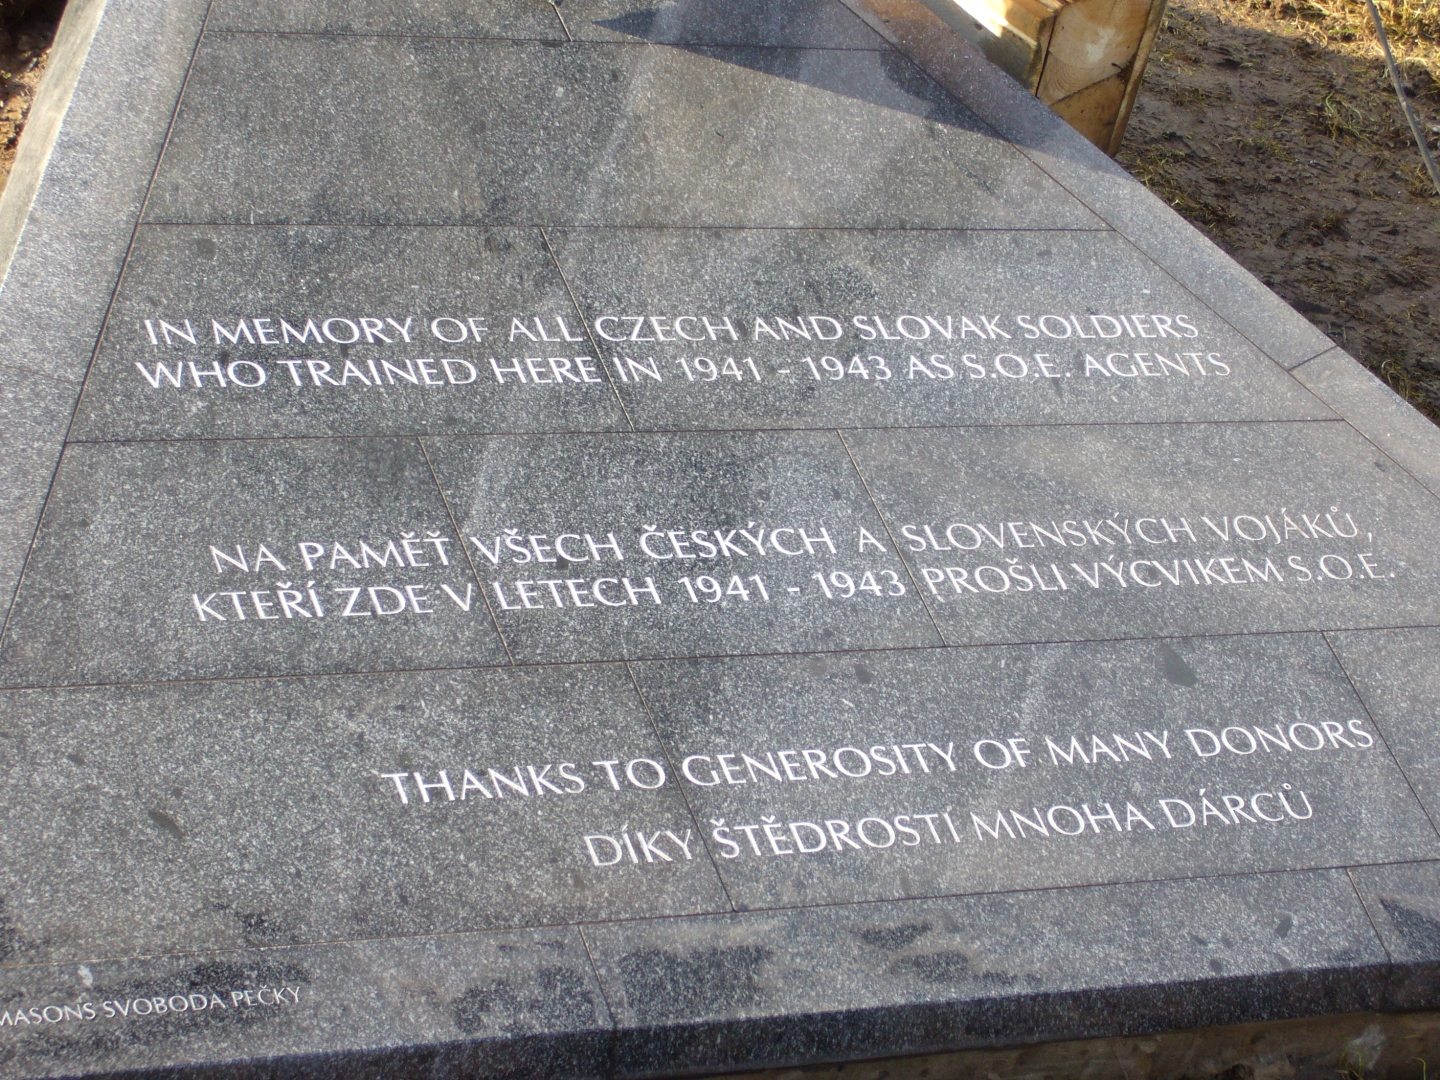 IN MEMORY OF ALL CZECH AND SLOVAK SOLDIERS
WHO TRAINED HERE IN 1941 - 1943 AS S.O.E. AGENTS
NA PAMĚŤ VŠECH ČESKÝCH A SLOVENSKÝCH VOJÁKŮ,
KTEŘÍ ZDE V LETECH 1941 - 1943 PROŠLI VÝCVIKEM S.O.E.
THANKS TO GENEROSITY OF MANY DONORS
DÍKY ŠTĚDROSTI MNOHA DÁRCŮ
MASONS SVOBODA PEČKY